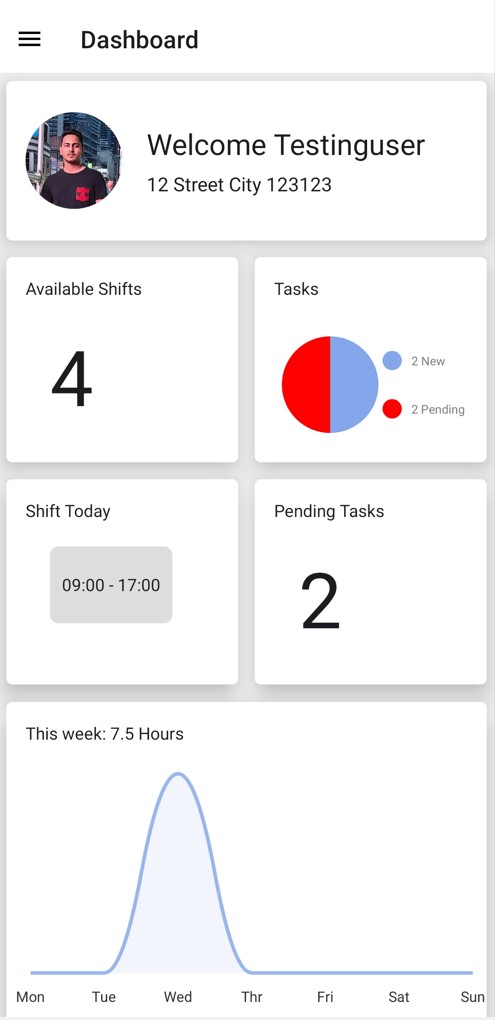 Dashboard
Welcome Testinguser
12 Street City 123123
Available Shifts
4
Tasks
2 New
2 Pending
Shift Today
09:00 - 17:00
Pending Tasks
2
This week: 7.5 Hours
Mon Tue Wed Thr Fri Sat Sun